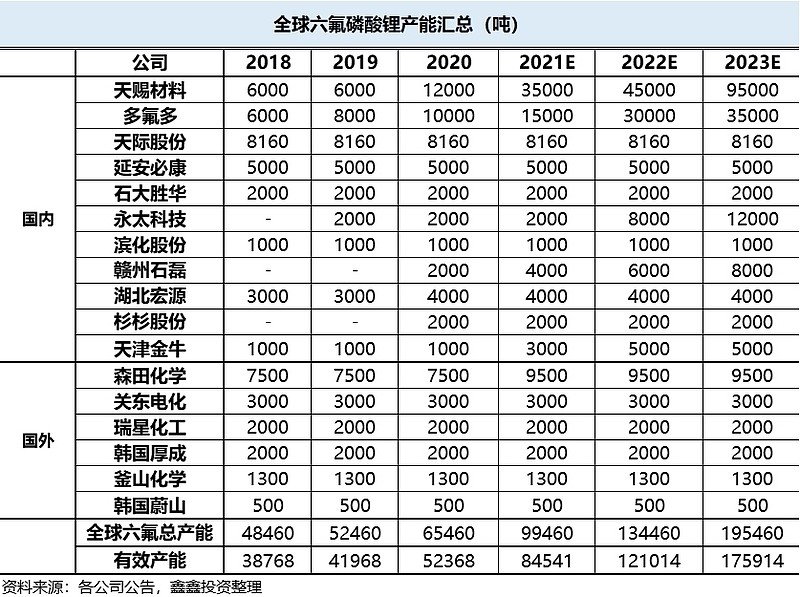 全球六氟磷酸锂产能汇总（吨）
公司 2018 2019 2020 2021E 2022E 2023E
天赐材料 6000 6000 12000 35000 45000 95000
多氟多 6000 8000 10000 15000 30000 35000
天际股份 8160 8160 8160 8160 8160 8160
延安必康 5000 5000 5000 5000 5000 5000
石大胜华 2000 2000 2000 2000 2000 2000
国内 永太科技 - 2000 2000 2000 8000 12000
滨化股份 1000 1000 1000 1000 1000 1000
赣州石磊 - - 2000 4000 6000 8000
湖北宏源 3000 3000 4000 4000 4000 4000
杉杉股份 - - 2000 2000 2000 2000
天津金牛 1000 1000 1000 3000 5000 5000
森田化学 7500 7500 7500 9500 9500 9500
关东电化 3000 3000 3000 3000 3000 3000
瑞星化工 2000 2000 2000 2000 2000 2000
国外 韩国厚成 2000 2000 2000 2000 2000 2000
釜山化学 1300 1300 1300 1300 1300 1300
韩国蔚山 500 500 500 500 500 500
全球六氟总产能 48460 52460 65460 99460 134460 195460
有效产能 38768 41968 52368 84541 121014 175914
资料来源：各公司公告，鑫鑫投资整理